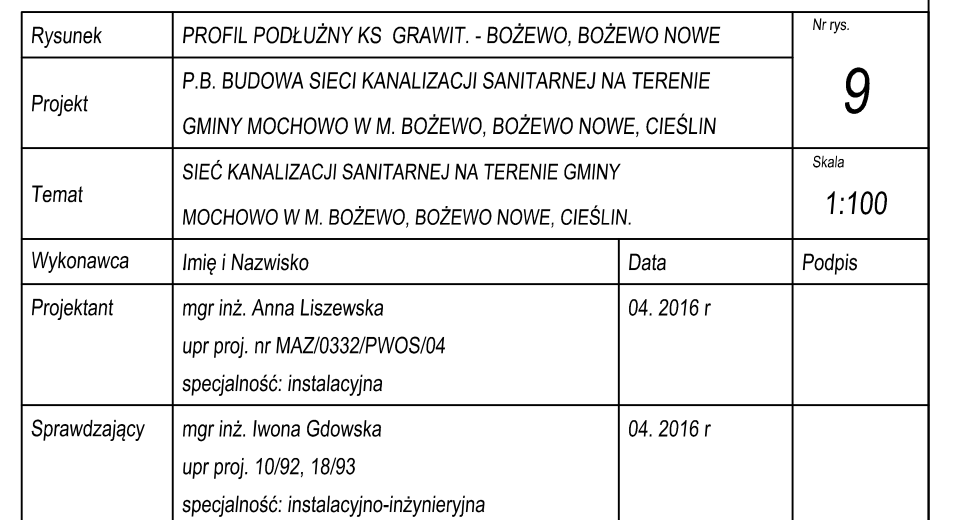 Rysunek PROFIL PODŁUŻNY KS GRAWIT. - BOŻEWO, BOŻEWO NOWE Nr rys.
9
Projekt P.B. BUDOWA SIECI KANALIZACJI SANITARNEJ NA TERENIE
GMINY MOCHOWO W M. BOŻEWO, BOŻEWO NOWE, CIEŚLIN
Temat SIEĆ KANALIZACJI SANITARNEJ NA TERENIE GMINY
MOCHOWO W M. BOŻEWO, BOŻEWO NOWE, CIEŚLIN.
Skala
1:100
Wykonawca Imię i Nazwisko Data Podpis
Projektant mgr inż. Anna Liszewska 04. 2016 r
upr proj. nr MAZ/0332/PWOS/04
specjalność: instalacyjna
Sprawdzający mgr inż. Iwona Gdowska 04. 2016 r
upr proj. 10/92, 18/93
specjalność: instalacyjno-inżynieryjna